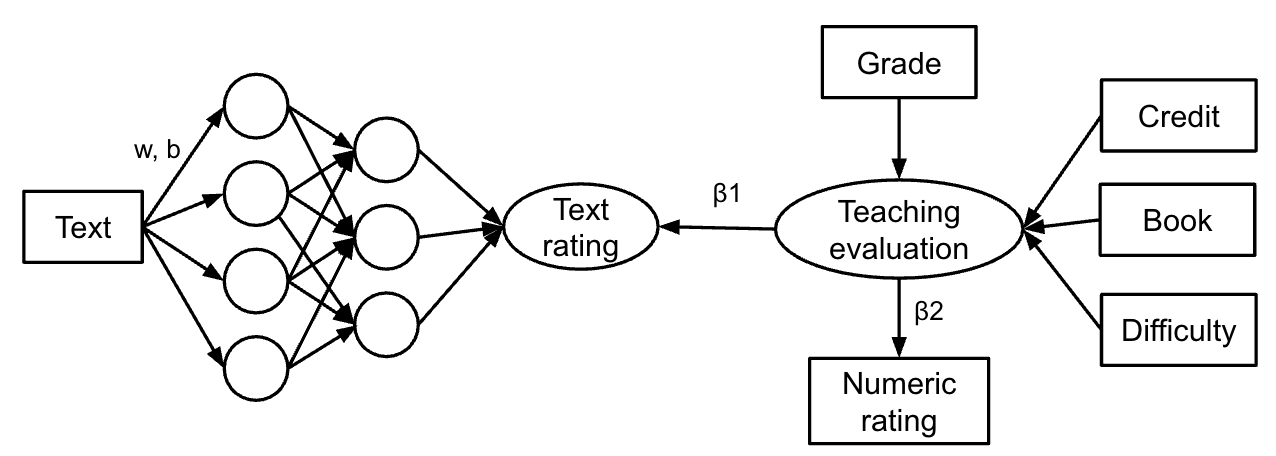 w, b
Text
Text
rating
β1
Grade
Teaching
evaluation
β2
Numeric
rating
Credit
Book
Difficulty